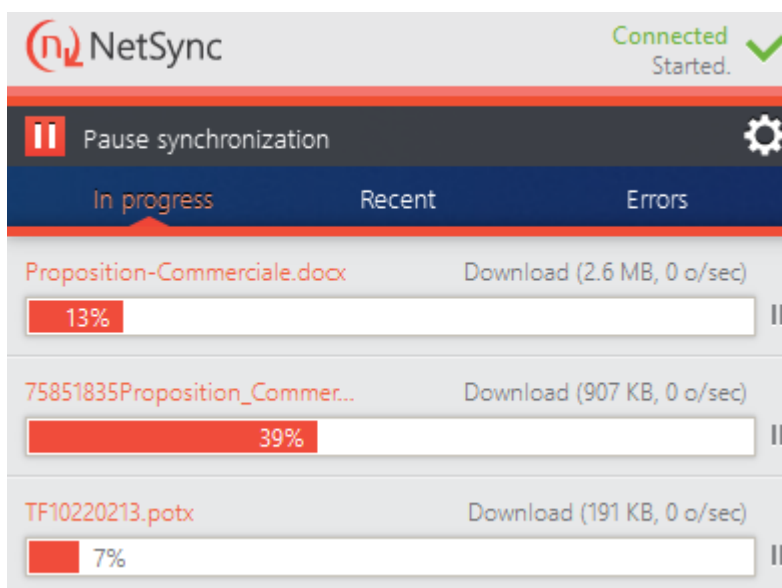 NetSync
Connected
Started.
Pause synchronization
In progress Recent Errors
Proposition-Commerciale.docx Download (2.6 MB, 0 o/sec)
13%
75851835Proposition_Commer... Download (907 KB, 0 o/sec)
39%
TF10220213.potx Download (191 KB, 0 o/sec)
7%